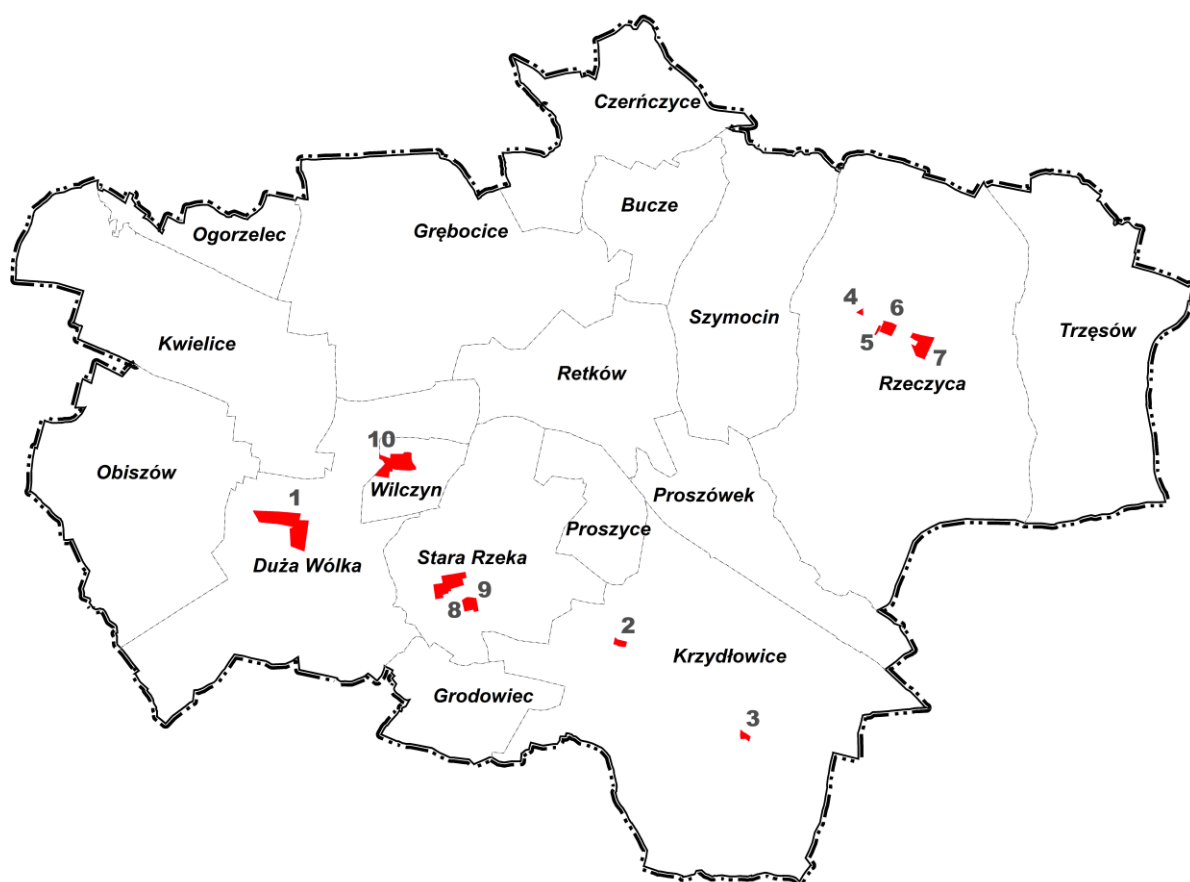 Czerńczyce
Bucze
Ogorzelec
Grębocice
Szymocin
4
6
Trzęsów
Kwielice
5
7
Retków
Rzeczyca
10
Obiszów
Wilczyn
Proszówek
1
Proszyce
Duża Wólka
Stara Rzeka
9
8
2
Krzydłowice
Grodowiec
3